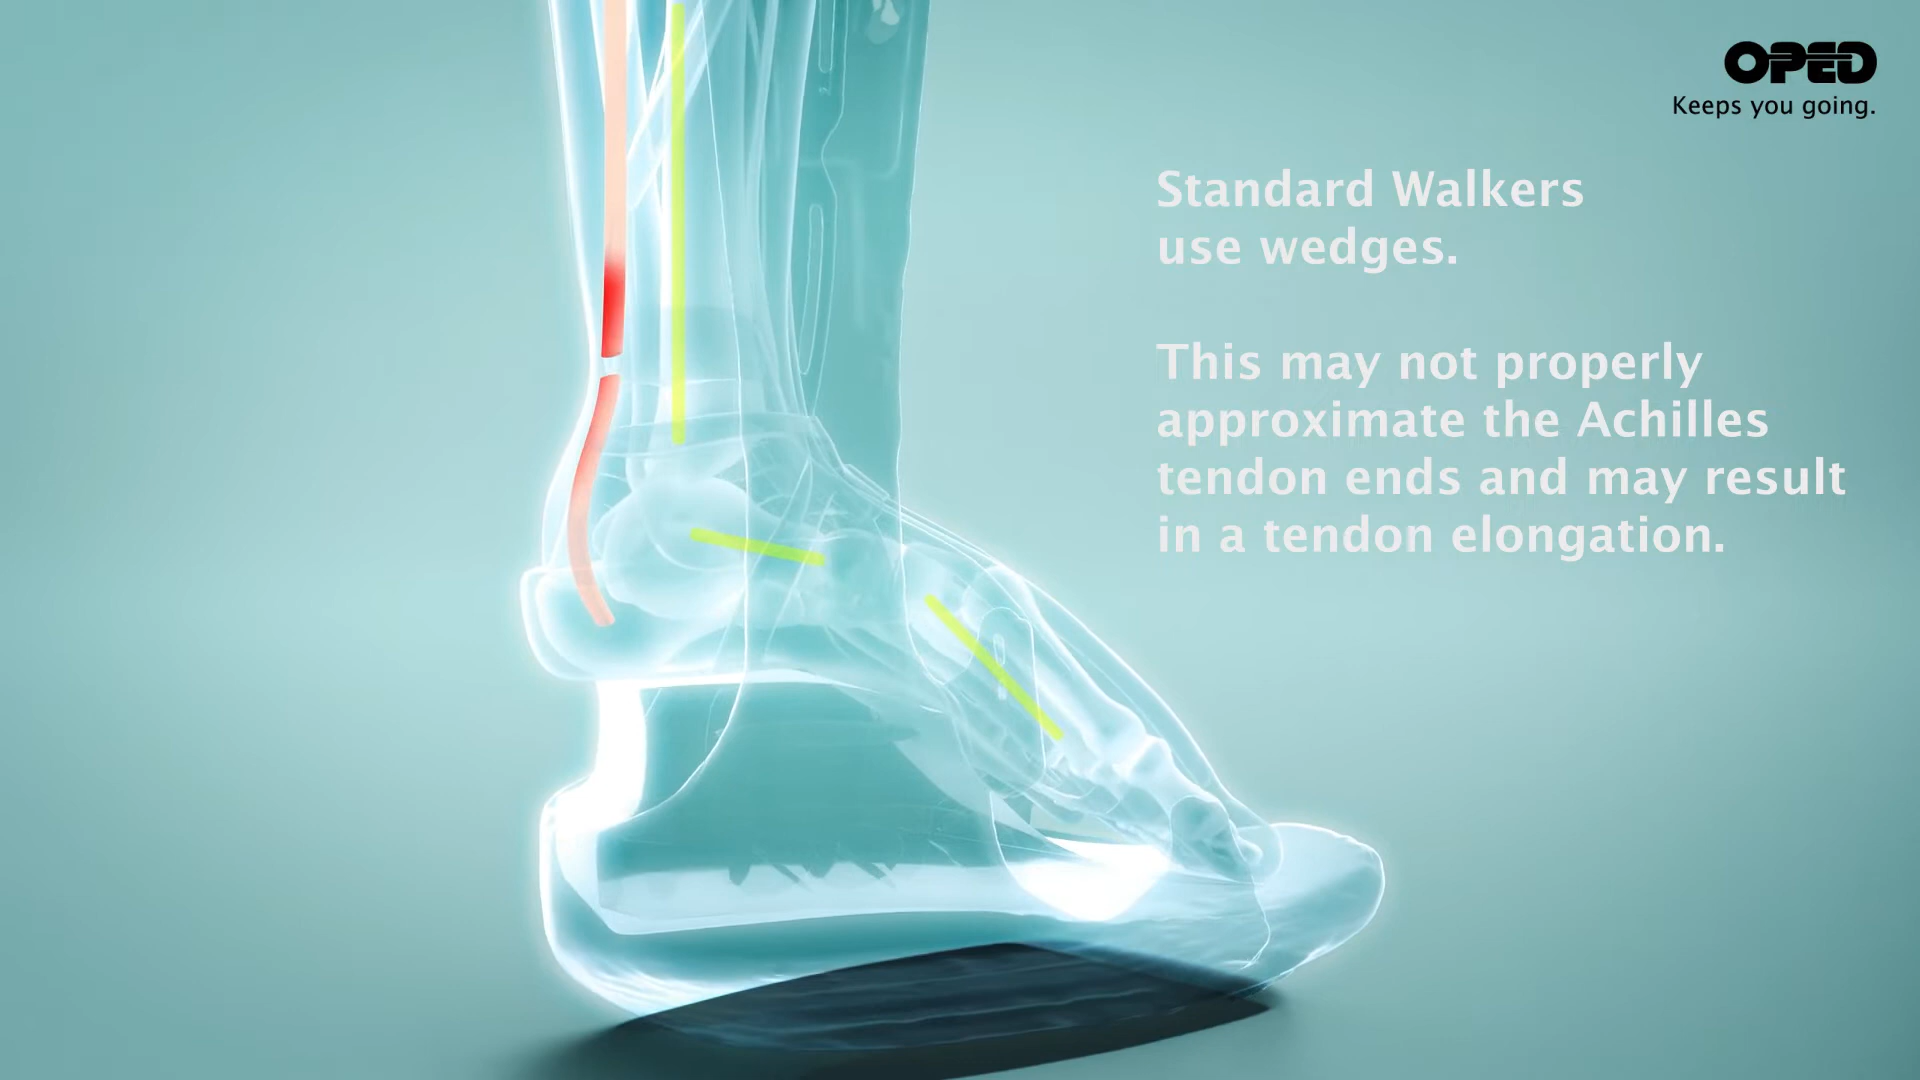 OPED
Keeps you going.
Standard Walkers
use wedges.
This may not properly
approximate the Achilles
tendon ends and may result
in a tendon elongation.